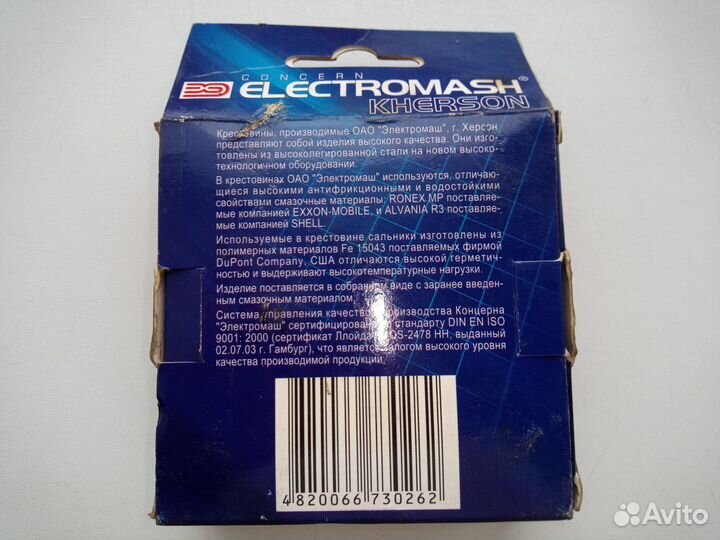 CONCERN
ELECTROMASH®
KHERSON
Крестовины, производимые ОАО "Электромаш", г. Херсон
представляют собой изделия высокого качества. Они изго-
товлены из высоколегированной стали на новом высоко-
технологичном оборудовании.
В крестовинах ОАО "Электромаш" используются, отличаю-
щиеся высокими антифрикционными и водостойкими
свойствами смазочные материалы: RONEX MP поставляе-
мые компанией EXXON-MOBILE, и ALVANIA R3 поставляе-
мые компанией SHELL.
Используемые в крестовине сальники изготовлены из
полимерных материалов Fe 15043 поставляемых фирмой
DuPont Company, США отличаются высокой герметич-
ностью и выдерживают высокотемпературные нагрузки.
Изделие поставляется в собранном виде с заранее введен-
ным смазочным материалом.
Система управления качеством производства Концерна
"Электромаш" сертифицирована по стандарту DIN EN ISO
9001: 2000 (сертификат Ллойда QS-2478 HH, выданный
02.07.03 г. Гамбург), что является залогом высокого уровня
качества производимой продукции.
4820066 730262
Avito